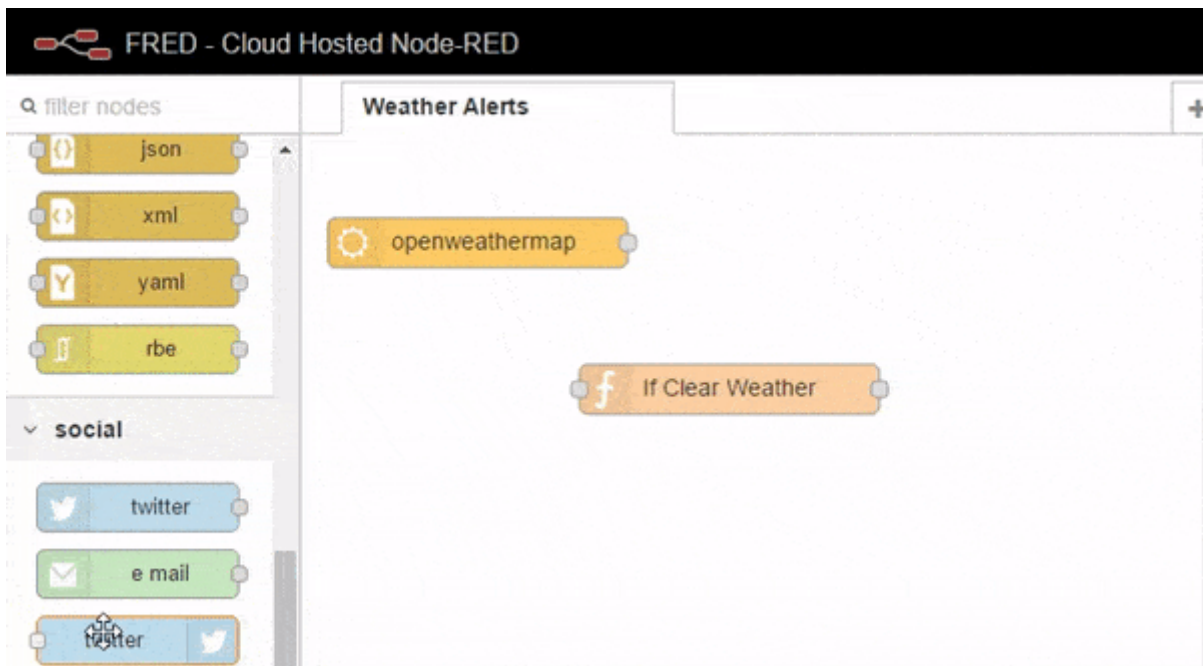 FRED - Cloud Hosted Node-RED
filter nodes
Weather Alerts
json
xml
yaml
rbe
social
twitter
e mail
twitter
openweathermap
If Clear Weather